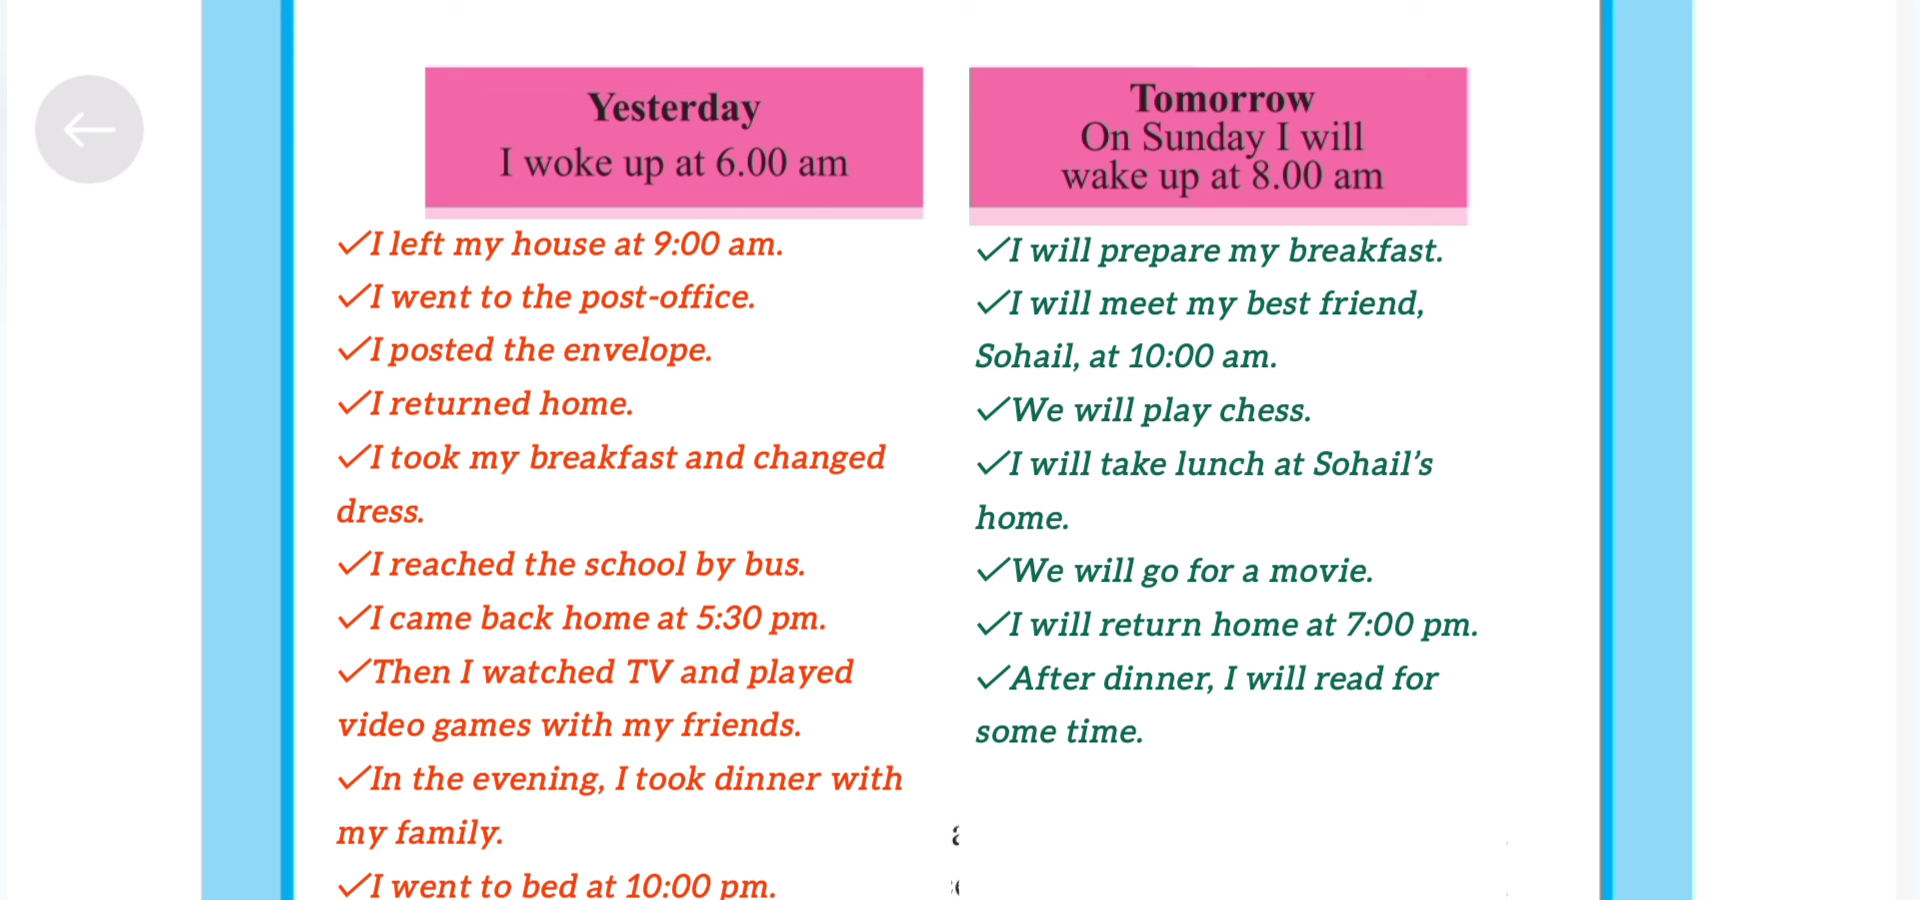 Yesterday
I woke up at 6.00 am
✓I left my house at 9:00 am.
✓I went to the post-office.
✓I posted the envelope.
✓I returned home.
✓I took my breakfast and changed
dress.
✓I reached the school by bus.
✓I came back home at 5:30 pm.
✓Then I watched TV and played
video games with my friends.
✓In the evening, I took dinner with
my family.
✓I went to bed at 10:00 pm.
Tomorrow
On Sunday I will
wake up at 8.00 am
✓I will prepare my breakfast.
✓I will meet my best friend,
Sohail, at 10:00 am.
✓We will play chess.
✓I will take lunch at Sohail’s
home.
✓We will go for a movie.
✓I will return home at 7:00 pm.
✓After dinner, I will read for
some time.